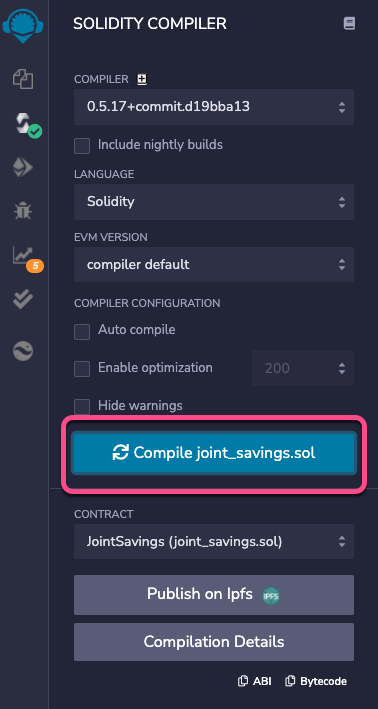 SOLIDITY COMPILER
COMPILER
0.5.17+commit.d19bba13
Include nightly builds
LANGUAGE
Solidity
EVM VERSION
compiler default
COMPILER CONFIGURATION
Auto compile
5
Enable optimization 200
Hide warnings
Compile joint_savings.sol
CONTRACT
JointSavings (joint_savings.sol)
Publish on Ipfs IPFS
Compilation Details
ABI Bytecode